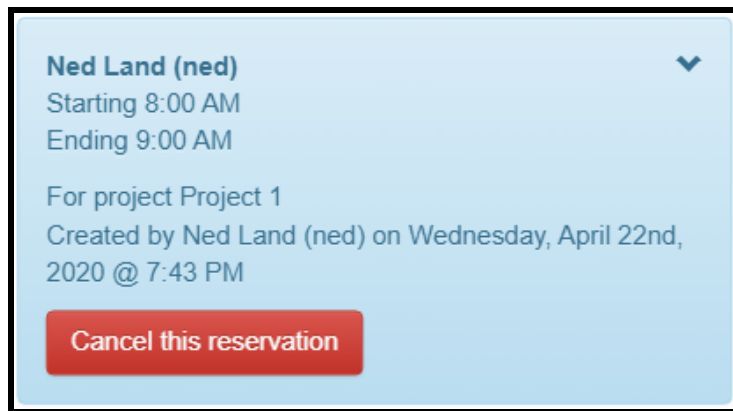 Ned Land (ned)
Starting 8:00 AM
Ending 9:00 AM
For project Project 1
Created by Ned Land (ned) on Wednesday, April 22nd,
2020 @ 7:43 PM
Cancel this reservation